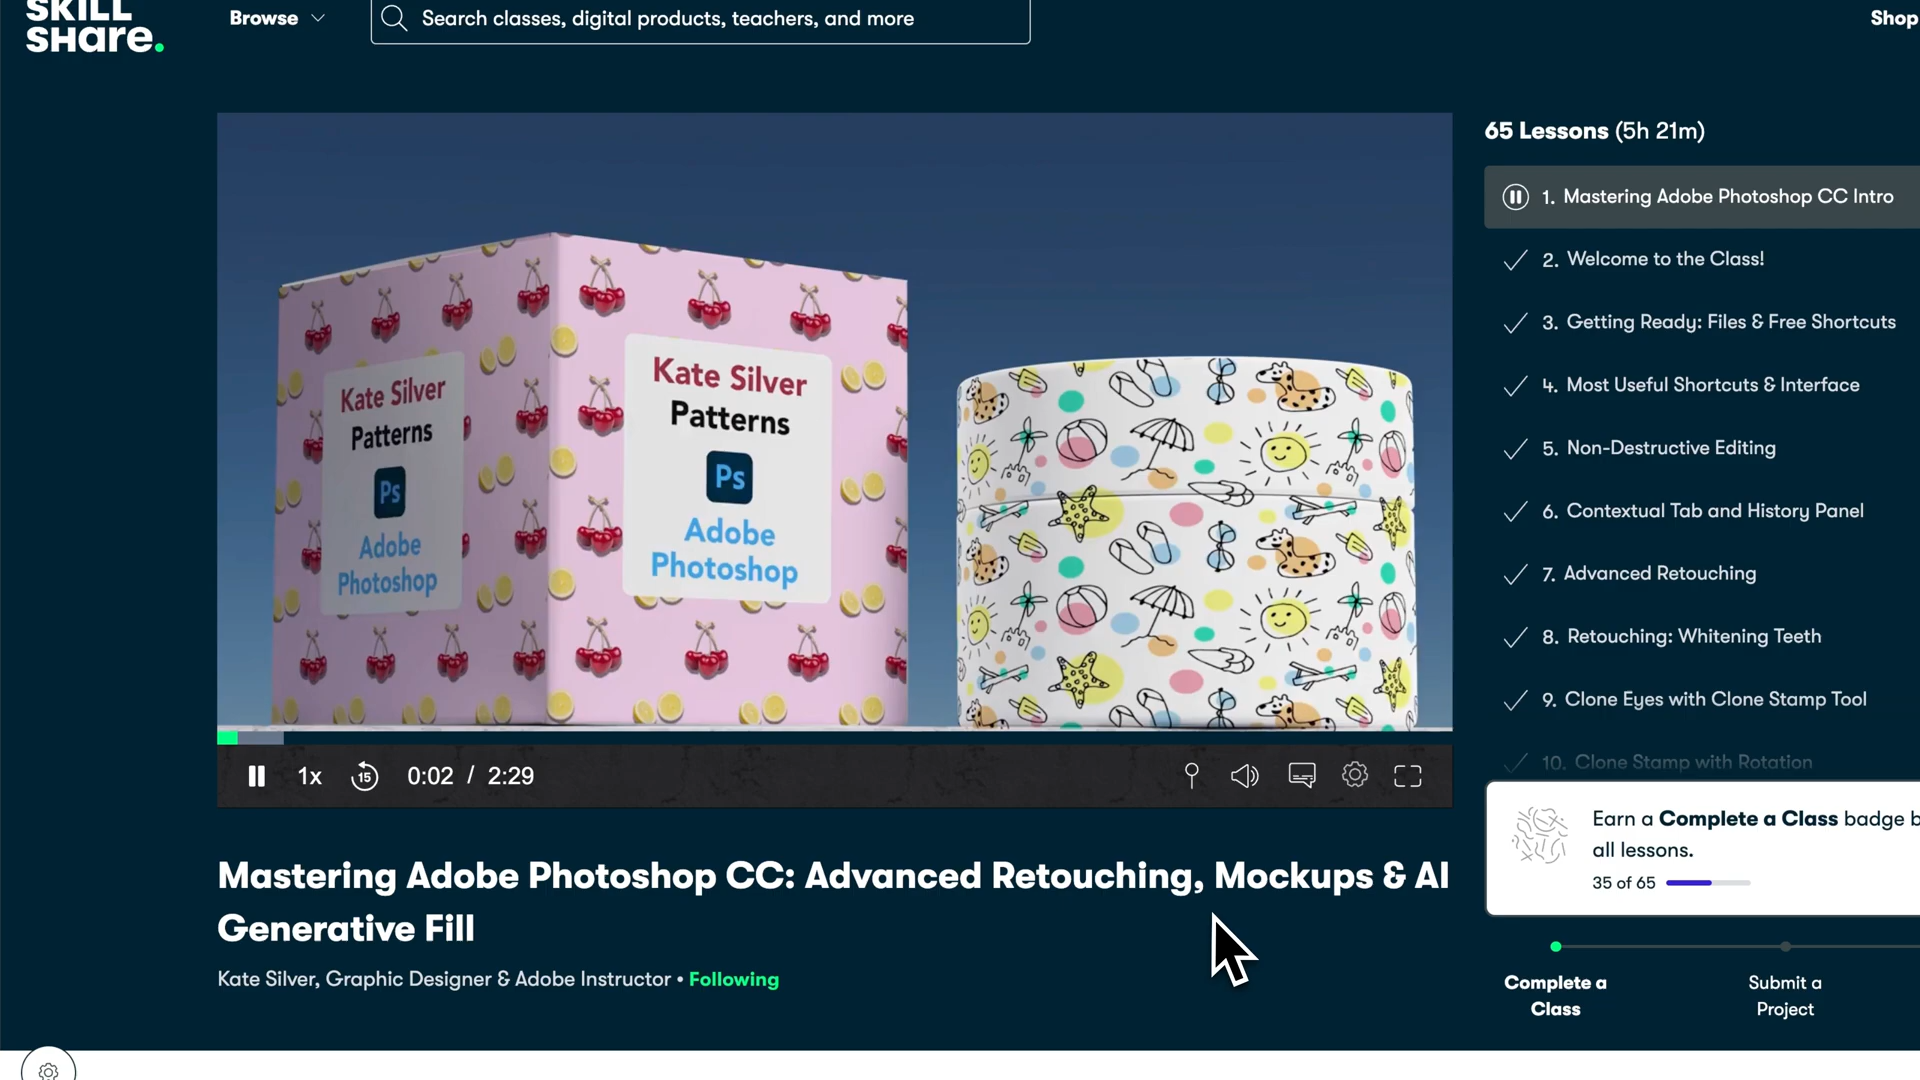 SKILL
SHare.
Browse
Search classes, digital products, teachers, and more
Shop
Kate Silver
Patterns
Ps
Adobe
Photoshop
Kate Silver
Patterns
Ps
Adobe
Photoshop
1x
15
0:02 / 2:29
65 Lessons (5h 21m)
1. Mastering Adobe Photoshop CC Intro
2. Welcome to the Class!
3. Getting Ready: Files & Free Shortcuts
4. Most Useful Shortcuts & Interface
5. Non-Destructive Editing
6. Contextual Tab and History Panel
7. Advanced Retouching
8. Retouching: Whitening Teeth
9. Clone Eyes with Clone Stamp Tool
10. Clone Stamp with Rotation
Earn a Complete a Class badge b
all lessons.
35 of 65
Complete a
Class
Submit a
Project
Mastering Adobe Photoshop CC: Advanced Retouching, Mockups & AI
Generative Fill
Kate Silver, Graphic Designer & Adobe Instructor • Following